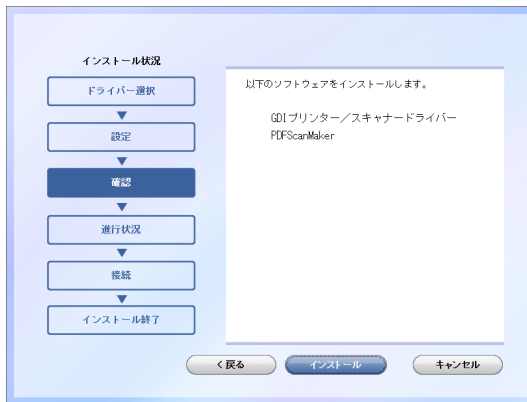 インストール状況
ドライバー選択
設定
確認
進行状況
接続
インストール終了
以下のソフトウェアをインストールします。
GDIプリンター／スキャナードライバー
PDFScanMaker
< 戻る
インストール
キャンセル